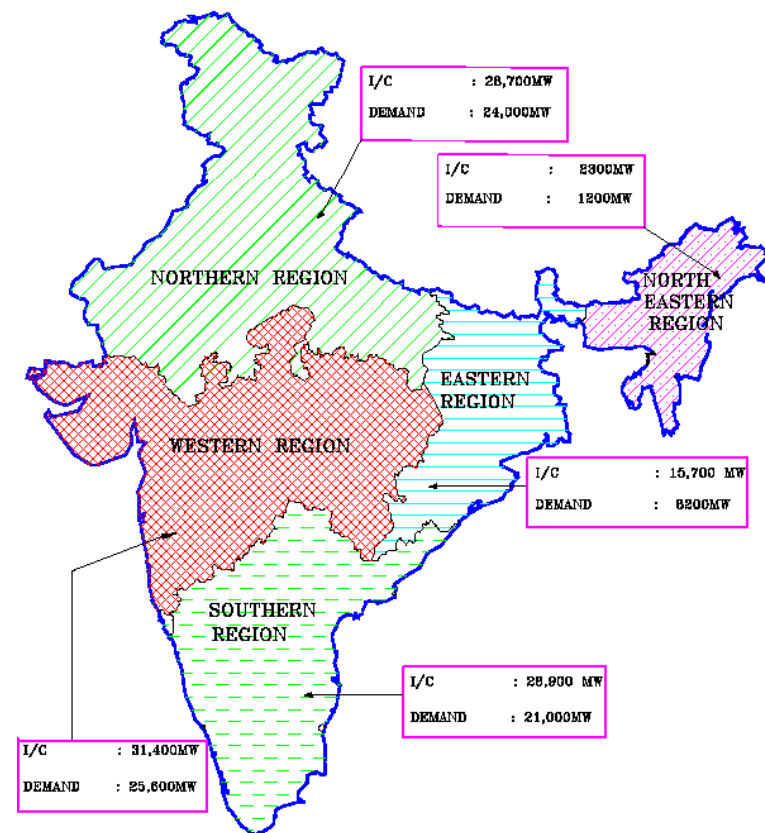 I/C : 28,700MW
DEMAND : 24,000MW
I/C : 2300MW
DEMAND : 1200MW
NORTHERN REGION
NORTH
EASTERN
REGION
EASTERN
REGION
WESTERN REGION
I/C : 15,700 MW
DEMAND : 8200MW
SOUTHERN
REGION
I/C : 28,900 MW
DEMAND : 21,000MW
I/C : 31,400MW
DEMAND : 25,600MW